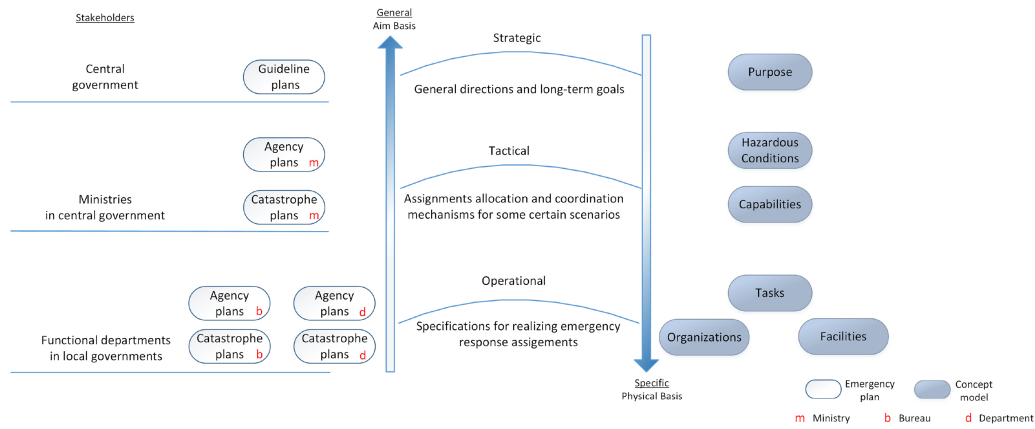 Stakeholders
General
Aim Basis
Strategic
Central
government
Guideline
plans
General directions and long-term goals
Purpose
Agency
plans m
Tactical
Hazardous
Conditions
Ministries
in central government
Catastrophe
plans m
Assignments allocation and coordination
mechanisms for some certain scenarios
Capabilities
Operational
Agency
plans b
Agency
plans d
Tasks
Functional departments
in local governments
Catastrophe
plans b
Catastrophe
plans d
Specifications for realizing emergency
response assigements
Organizations
Facilities
Specific
Physical Basis
Emergency
plan
Concept
model
m Ministry
b Bureau
d Department